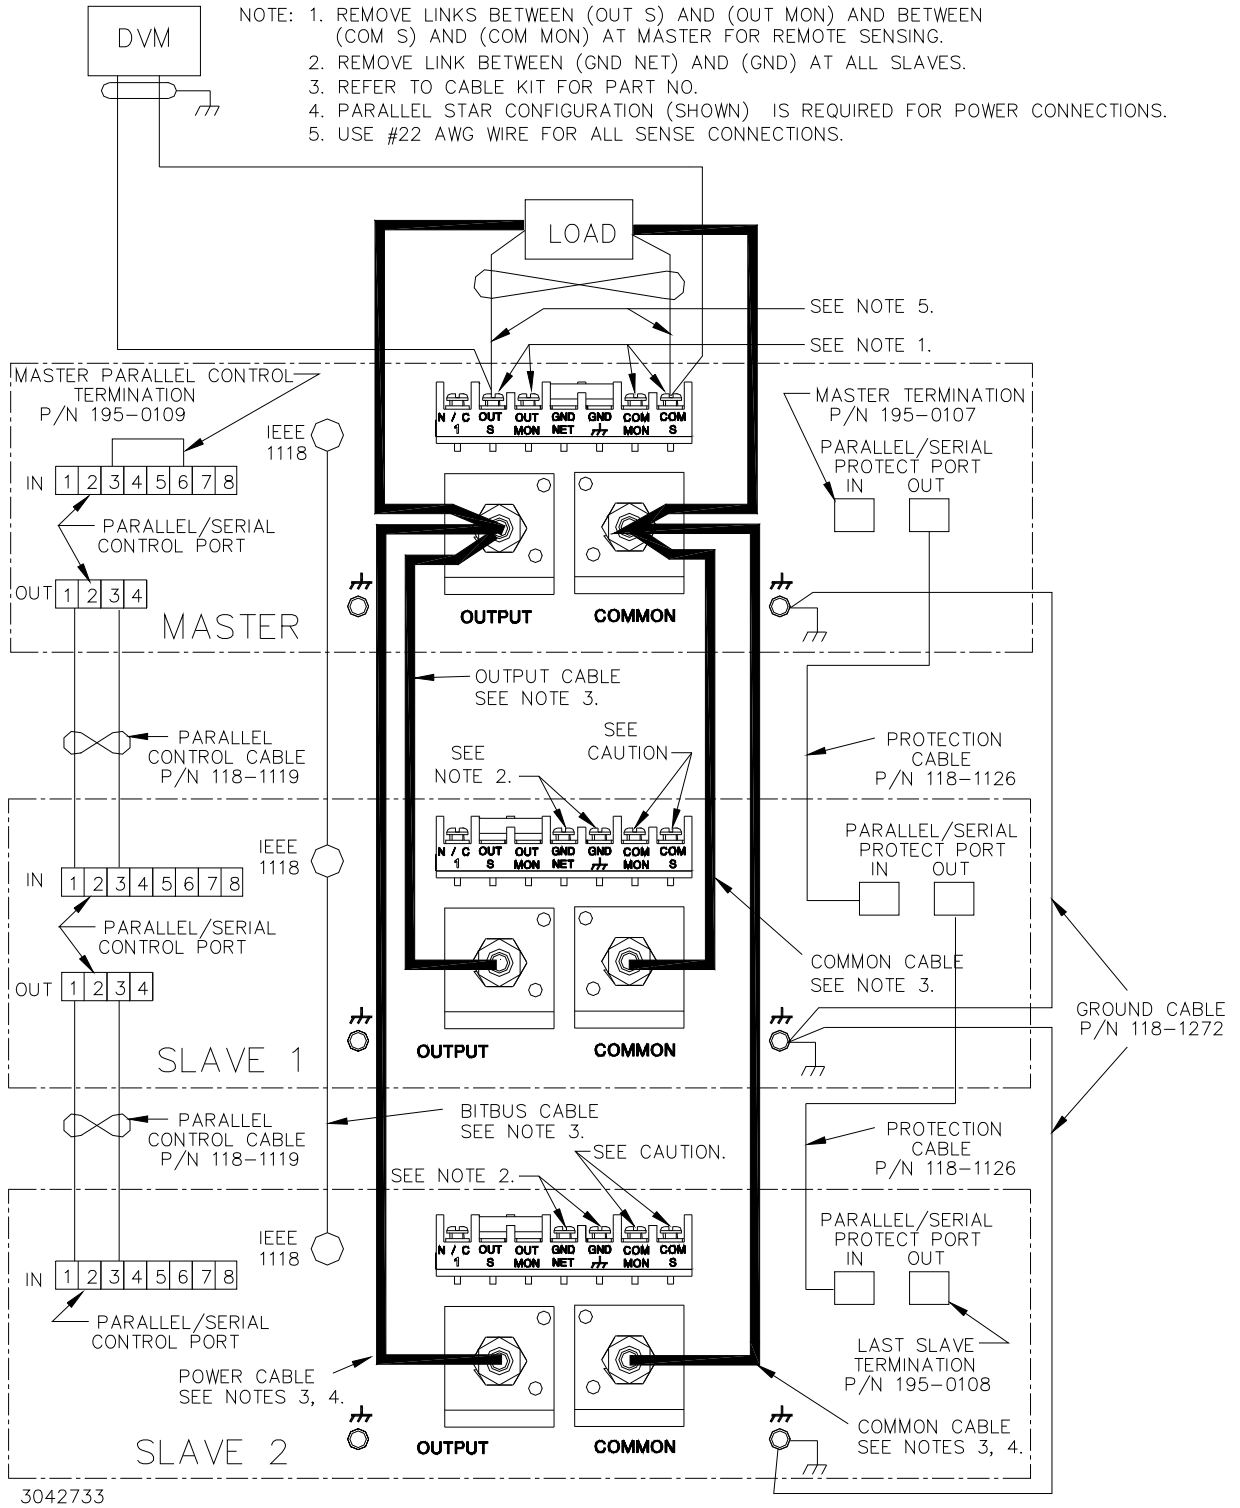 DVM
NOTE: 1. REMOVE LINKS BETWEEN (OUT S) AND (OUT MON) AND BETWEEN
(COM S) AND (COM MON) AT MASTER FOR REMOTE SENSING.
2. REMOVE LINK BETWEEN (GND NET) AND (GND) AT ALL SLAVES.
3. REFER TO CABLE KIT FOR PART NO.
4. PARALLEL STAR CONFIGURATION (SHOWN) IS REQUIRED FOR POWER CONNECTIONS.
5. USE #22 AWG WIRE FOR ALL SENSE CONNECTIONS.
LOAD
SEE NOTE 5.
SEE NOTE 1.
MASTER PARALLEL CONTROL
TERMINATION
P/N 195-0109
IEEE
1118
IN 1 2 3 4 5 6 7 8
PARALLEL/SERIAL
CONTROL PORT
OUT 1 2 3 4
MASTER
N / C OUT OUT GND GND COM COM
1 S MON NET MON S
OUTPUT
COMMON
MASTER TERMINATION
P/N 195-0107
PARALLEL/SERIAL
PROTECT PORT
IN OUT
OUTPUT CABLE
SEE NOTE 3.
PARALLEL
CONTROL CABLE
P/N 118-1119
SEE
NOTE 2.
SEE
CAUTION
PROTECTION
CABLE
P/N 118-1126
IEEE
1118
IN 1 2 3 4 5 6 7 8
PARALLEL/SERIAL
CONTROL PORT
OUT 1 2 3 4
SLAVE 1
N / C OUT OUT GND GND COM COM
1 S MON NET MON S
OUTPUT
COMMON
PARALLEL/SERIAL
PROTECT PORT
IN OUT
COMMON CABLE
SEE NOTE 3.
GROUND CABLE
P/N 118-1272
PARALLEL
CONTROL CABLE
P/N 118-1119
BITBUS CABLE
SEE NOTE 3.
SEE CAUTION.
SEE NOTE 2.
PROTECTION
CABLE
P/N 118-1126
IEEE
1118
IN 1 2 3 4 5 6 7 8
PARALLEL/SERIAL
CONTROL PORT
N / C OUT OUT GND GND COM COM
1 S MON NET MON S
PARALLEL/SERIAL
PROTECT PORT
IN OUT
LAST SLAVE
TERMINATION
P/N 195-0108
POWER CABLE
SEE NOTES 3, 4.
COMMON CABLE
SEE NOTES 3, 4.
SLAVE 2
OUTPUT
COMMON
3042733